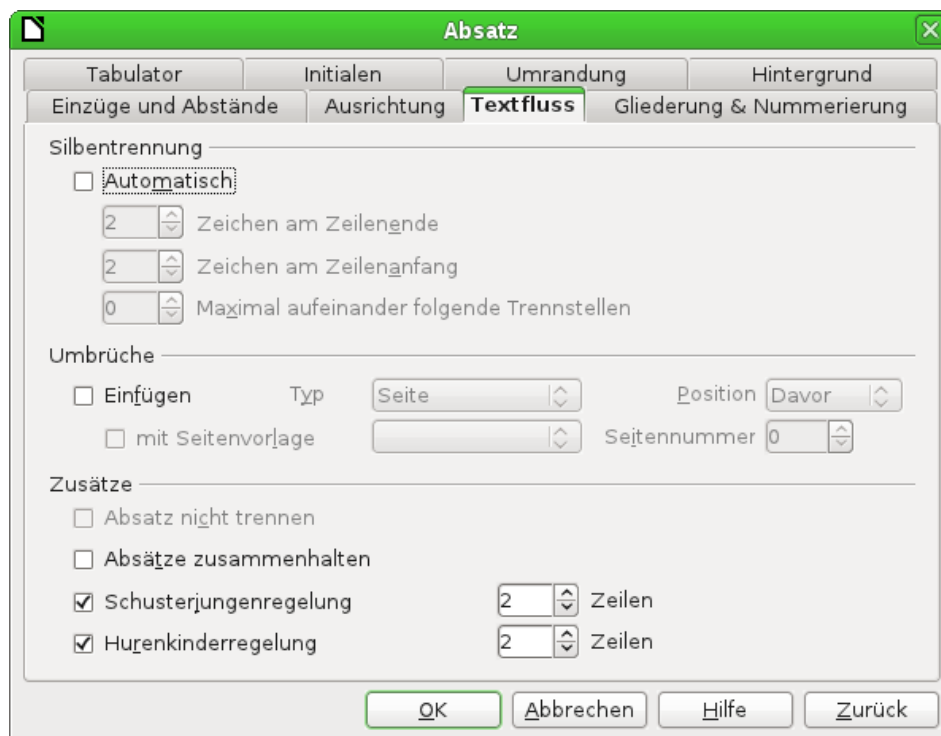 Absatz
Tabulator Initialen Umrandung Hintergrund
Einzüge und Abstände Ausrichtung Textfluss Gliederung & Nummerierung
Silbentrennung
Automatisch
2 Zeichen am Zeilenende
2 Zeichen am Zeilenanfang
0 Maximal aufeinander folgende Trennstellen
Umbrüche
Einfügen Typ Seite Position Davor
mit Seitenvorlage Seitennummer 0
Zusätze
Absatz nicht trennen
Absätze zusammenhalten
Schusterjungenregelung 2 Zeilen
Hurenkinderregelung 2 Zeilen
OK Abbrechen Hilfe Zurück